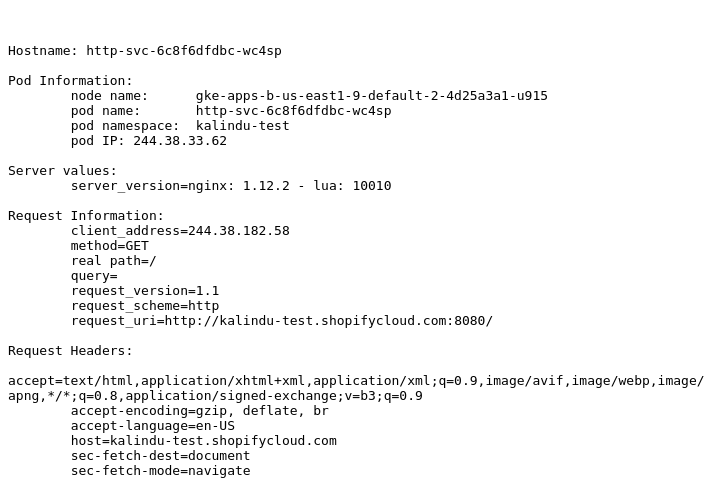 Hostname: http-svc-6c8f6dfdbc-wc4sp
Pod Information:
node name: gke-apps-b-us-east1-9-default-2-4d25a3a1-u915
pod name: http-svc-6c8f6dfdbc-wc4sp
pod namespace: kalindu-test
pod IP: 244.38.33.62
Server values:
server_version=nginx: 1.12.2 - lua: 10010
Request Information:
client_address=244.38.182.58
method=GET
real path=/
query=
request_version=1.1
request_scheme=http
request_uri=http://kalindu-test.shopifycloud.com:8080/
Request Headers:
accept=text/html,application/xhtml+xml,application/xml;q=0.9,image/avif,image/webp,image/
apng,*/*;q=0.8,application/signed-exchange;v=b3;q=0.9
accept-encoding=gzip, deflate, br
accept-language=en-US
host=kalindu-test.shopifycloud.com
sec-fetch-dest=document
sec-fetch-mode=navigate